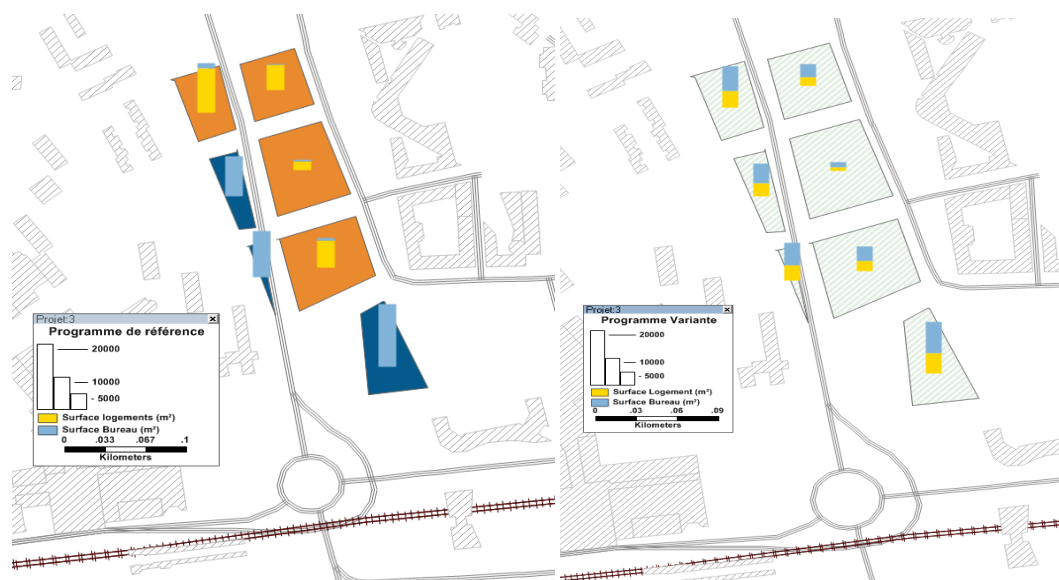 Projet:3
Programme de référence
20000
10000
- 5000
Surface logements (m²)
Surface Bureau (m²)
0 .033 .067 .1
Kilometers
Projet:3
Programme Variante
20000
10000
- 5000
Surface Logement (m²)
Surface Bureau (m²)
0 .03 .06 .09
Kilometers